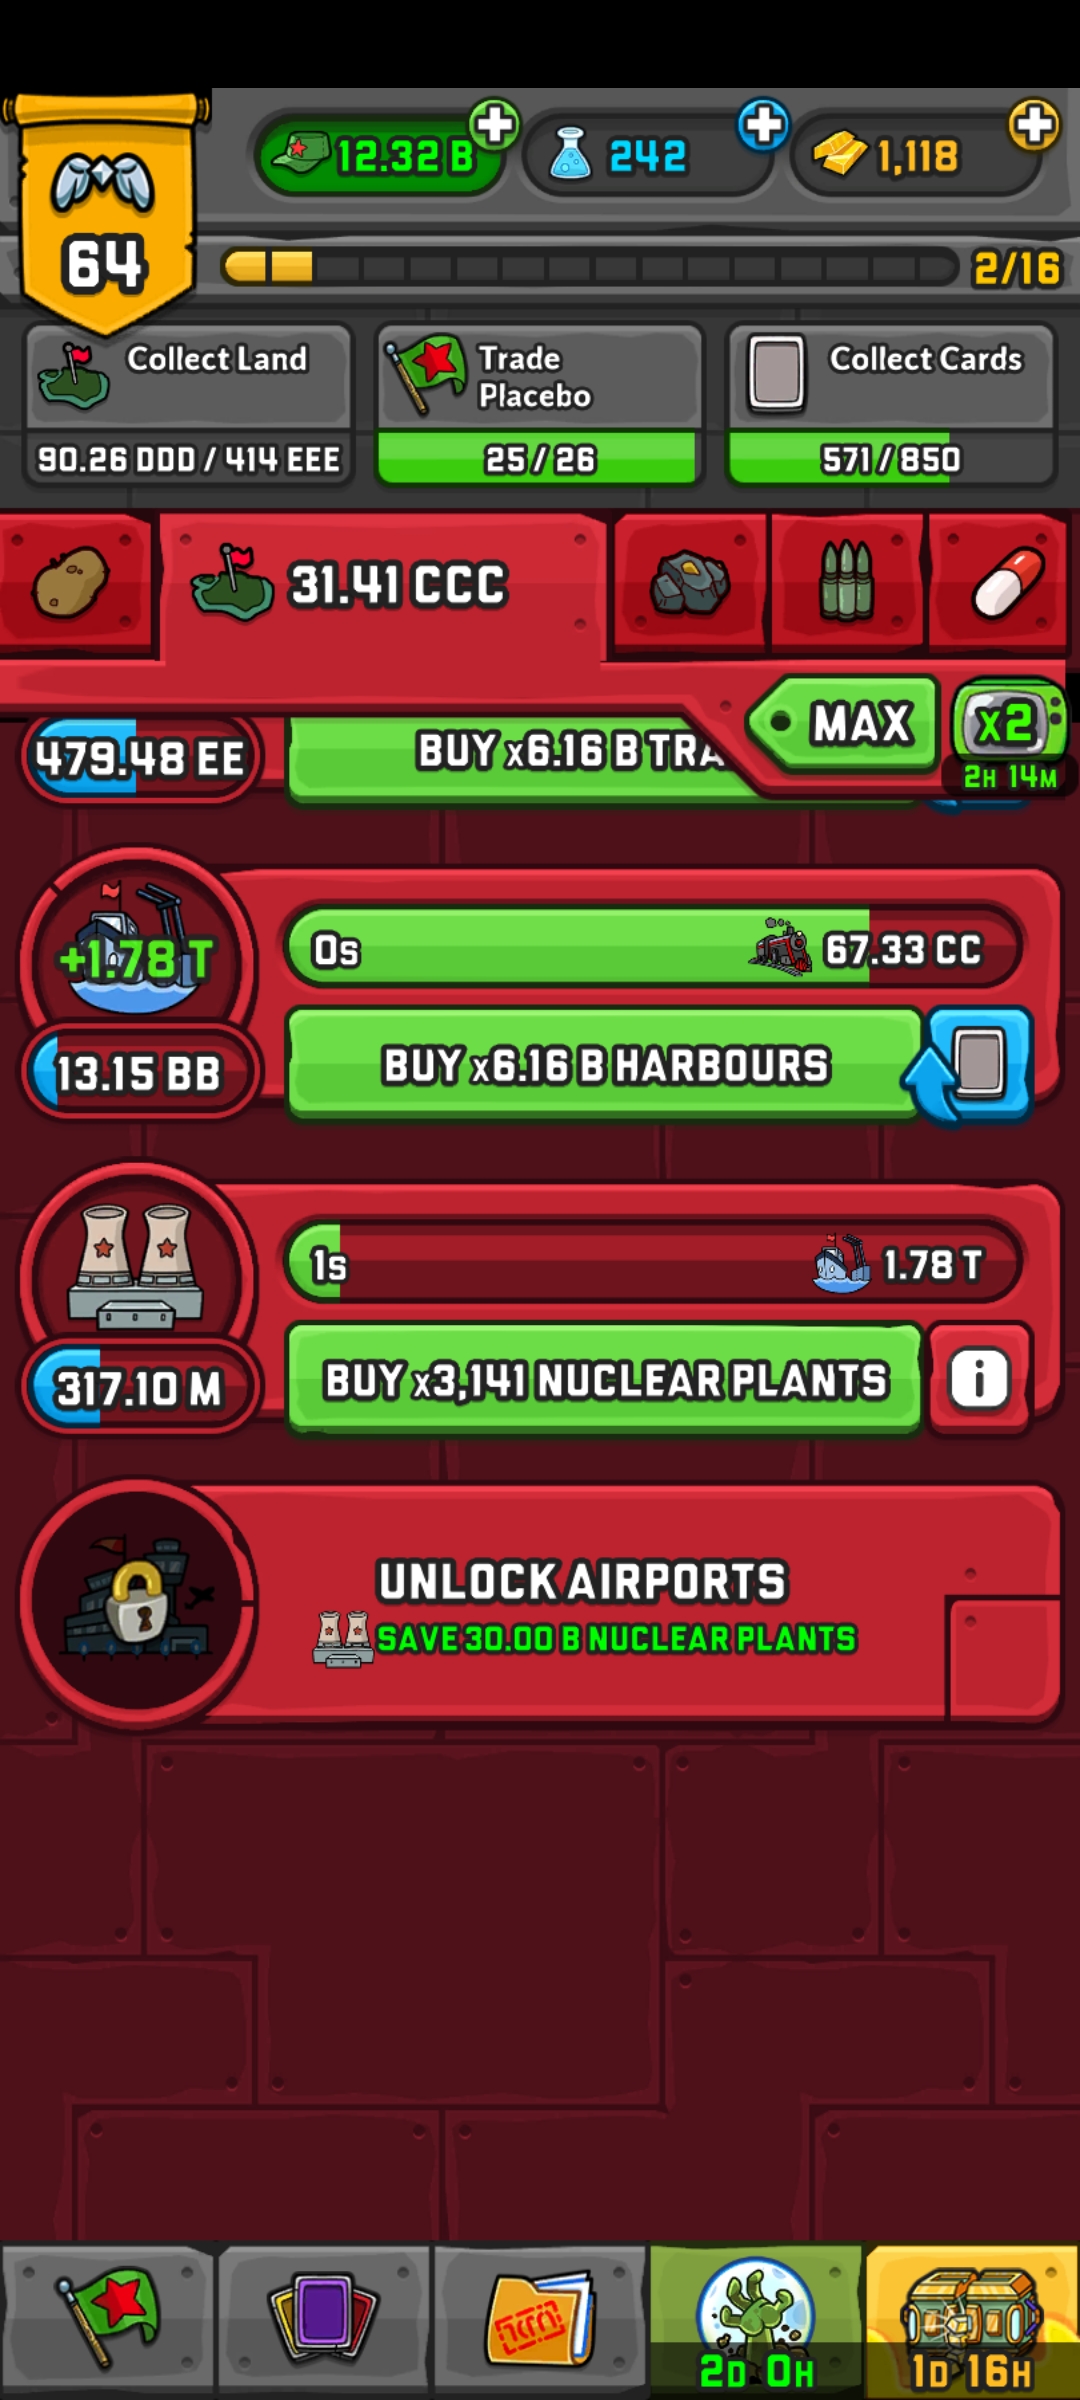 64
12.32 B
242
1,118
2/16
Collect Land
90.26 DDD / 414 EEE
Trade
Placebo
25 / 26
Collect Cards
571 / 850
31.41 CCC
MAX
x2
2H 14M
479.48 EE
BUY x6.16 B TRA
+1.78 T
0s
67.33 CC
13.15 BB
BUY x6.16 B HARBOURS
1s
1.78 T
317.10 M
BUY x3,141 NUCLEAR PLANTS
i
UNLOCK AIRPORTS
SAVE 30.00 B NUCLEAR PLANTS
2D 0H
1D 16H